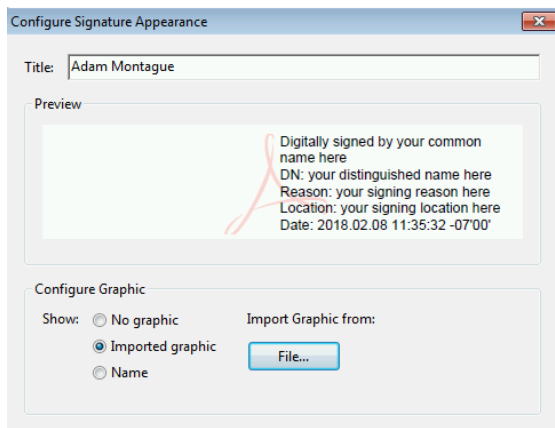 Configure Signature Appearance
Title: Adam Montague
Preview
Digitally signed by your common
name here
DN: your distinguished name here
Reason: your signing reason here
Location: your signing location here
Date: 2018.02.08 11:35:32 -07'00'
Configure Graphic
Show: No graphic Import Graphic from:
Imported graphic File...
Name